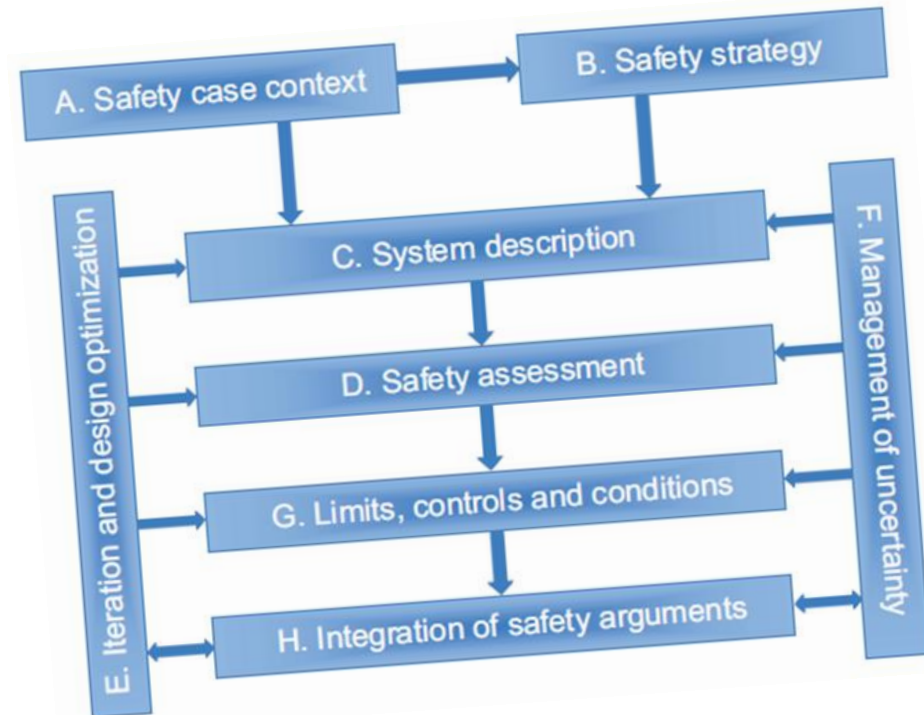 A. Safety case context
B. Safety strategy
C. System description
D. Safety assessment
G. Limits, controls and conditions
H. Integration of safety arguments
E. Iteration and design optimization
F. Management of uncertainty